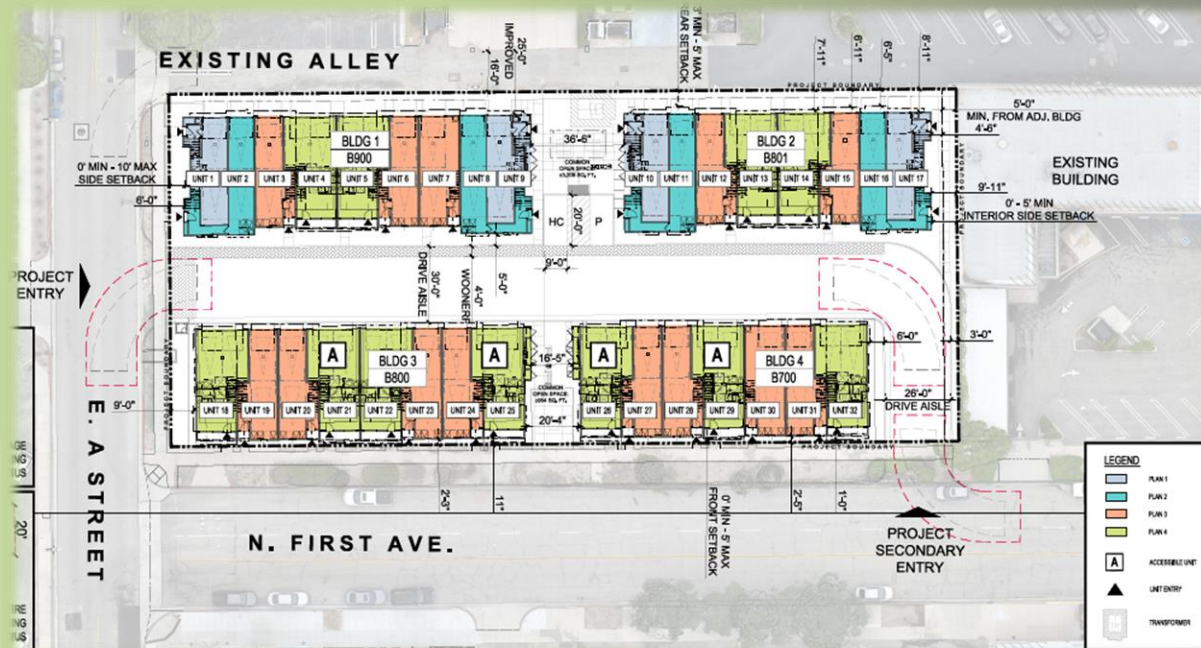 EXISTING ALLEY
25'-0"
IMPROVED
16'-0"
5' MAX
REAR SETBACK
7'-11"
6'-11"
6'-5"
8'-11"
PROJECT BOUNDARY
5'-0"
MIN. FROM ADJ. BLDG
4'-6"
EXISTING
BUILDING
9'-11"
0' - 5' MIN
INTERIOR SIDE SETBACK
PROJECT BOUNDARY
0' MIN - 10' MAX
SIDE SETBACK
6'-0"
BLDG 1
B900
UNIT 1
UNIT 2
UNIT 3
UNIT 4
UNIT 5
UNIT 6
UNIT 7
UNIT 8
UNIT 9
36'-6"
COMMON
OPEN SPACE
20'-0"
HC
P
9'-0"
BLDG 2
B801
UNIT 10
UNIT 11
UNIT 12
UNIT 13
UNIT 14
UNIT 15
UNIT 16
UNIT 17
PROJECT
ENTRY
30'-0"
DRIVE AISLE
4'-0"
5'-0"
BLDG 3
B800
A
A
UNIT 18
UNIT 19
UNIT 20
UNIT 21
UNIT 22
UNIT 23
UNIT 24
UNIT 25
16'-5"
COMMON
OPEN SPACE
20'-4"
BLDG 4
B700
A
A
UNIT 26
UNIT 27
UNIT 28
UNIT 29
UNIT 30
UNIT 31
UNIT 32
9'-0"
6'-0"
3'-0"
26'-0"
DRIVE AISLE
PROJECT BOUNDARY
E. A STREET
20'
2'-3"
11"
0' MIN - 5' MAX
FRONT SETBACK
2'-5"
1'-0"
N. FIRST AVE.
PROJECT
SECONDARY
ENTRY
LEGEND
PLAN 1
PLAN 2
PLAN 3
PLAN 4
A
ACCESSIBLE UNIT
UNIT ENTRY
TRANSFORMER